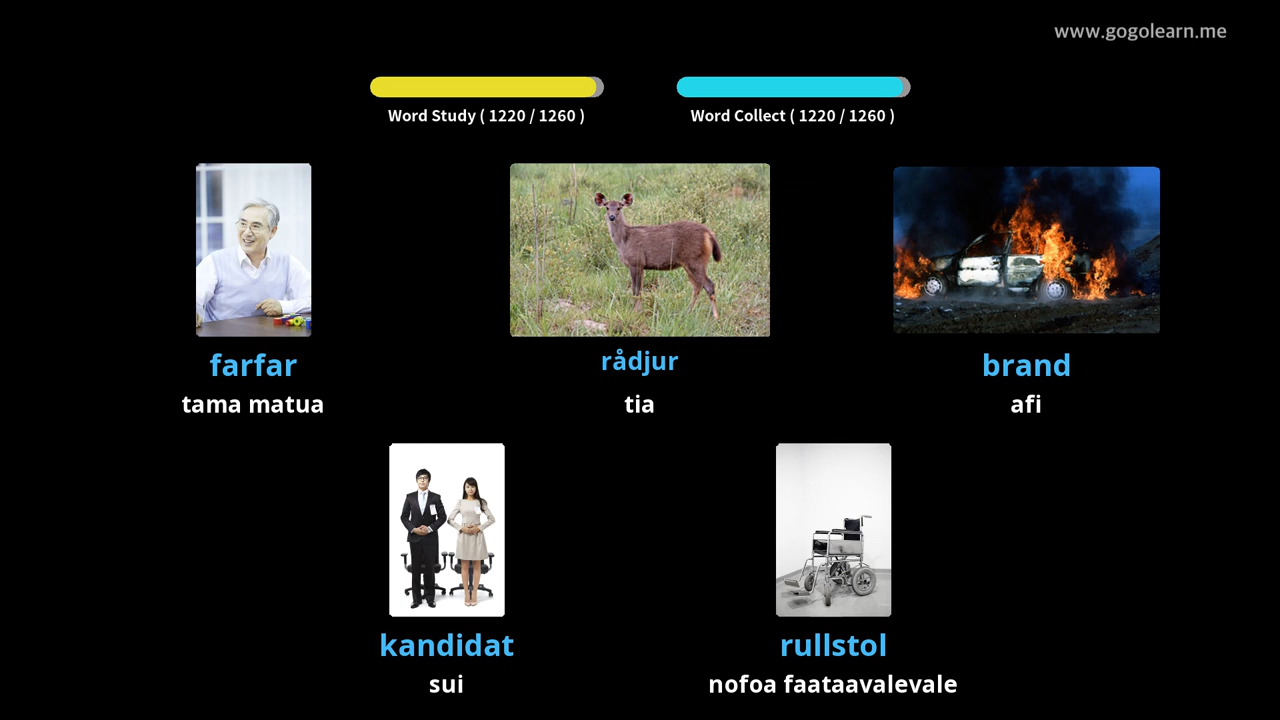 www.gogolearn.me
Word Study ( 1220 / 1260 )
Word Collect ( 1220 / 1260 )
farfar
tama matua
rådjur
tia
brand
afi
kandidat
sui
rullstol
nofoa faataavalevale